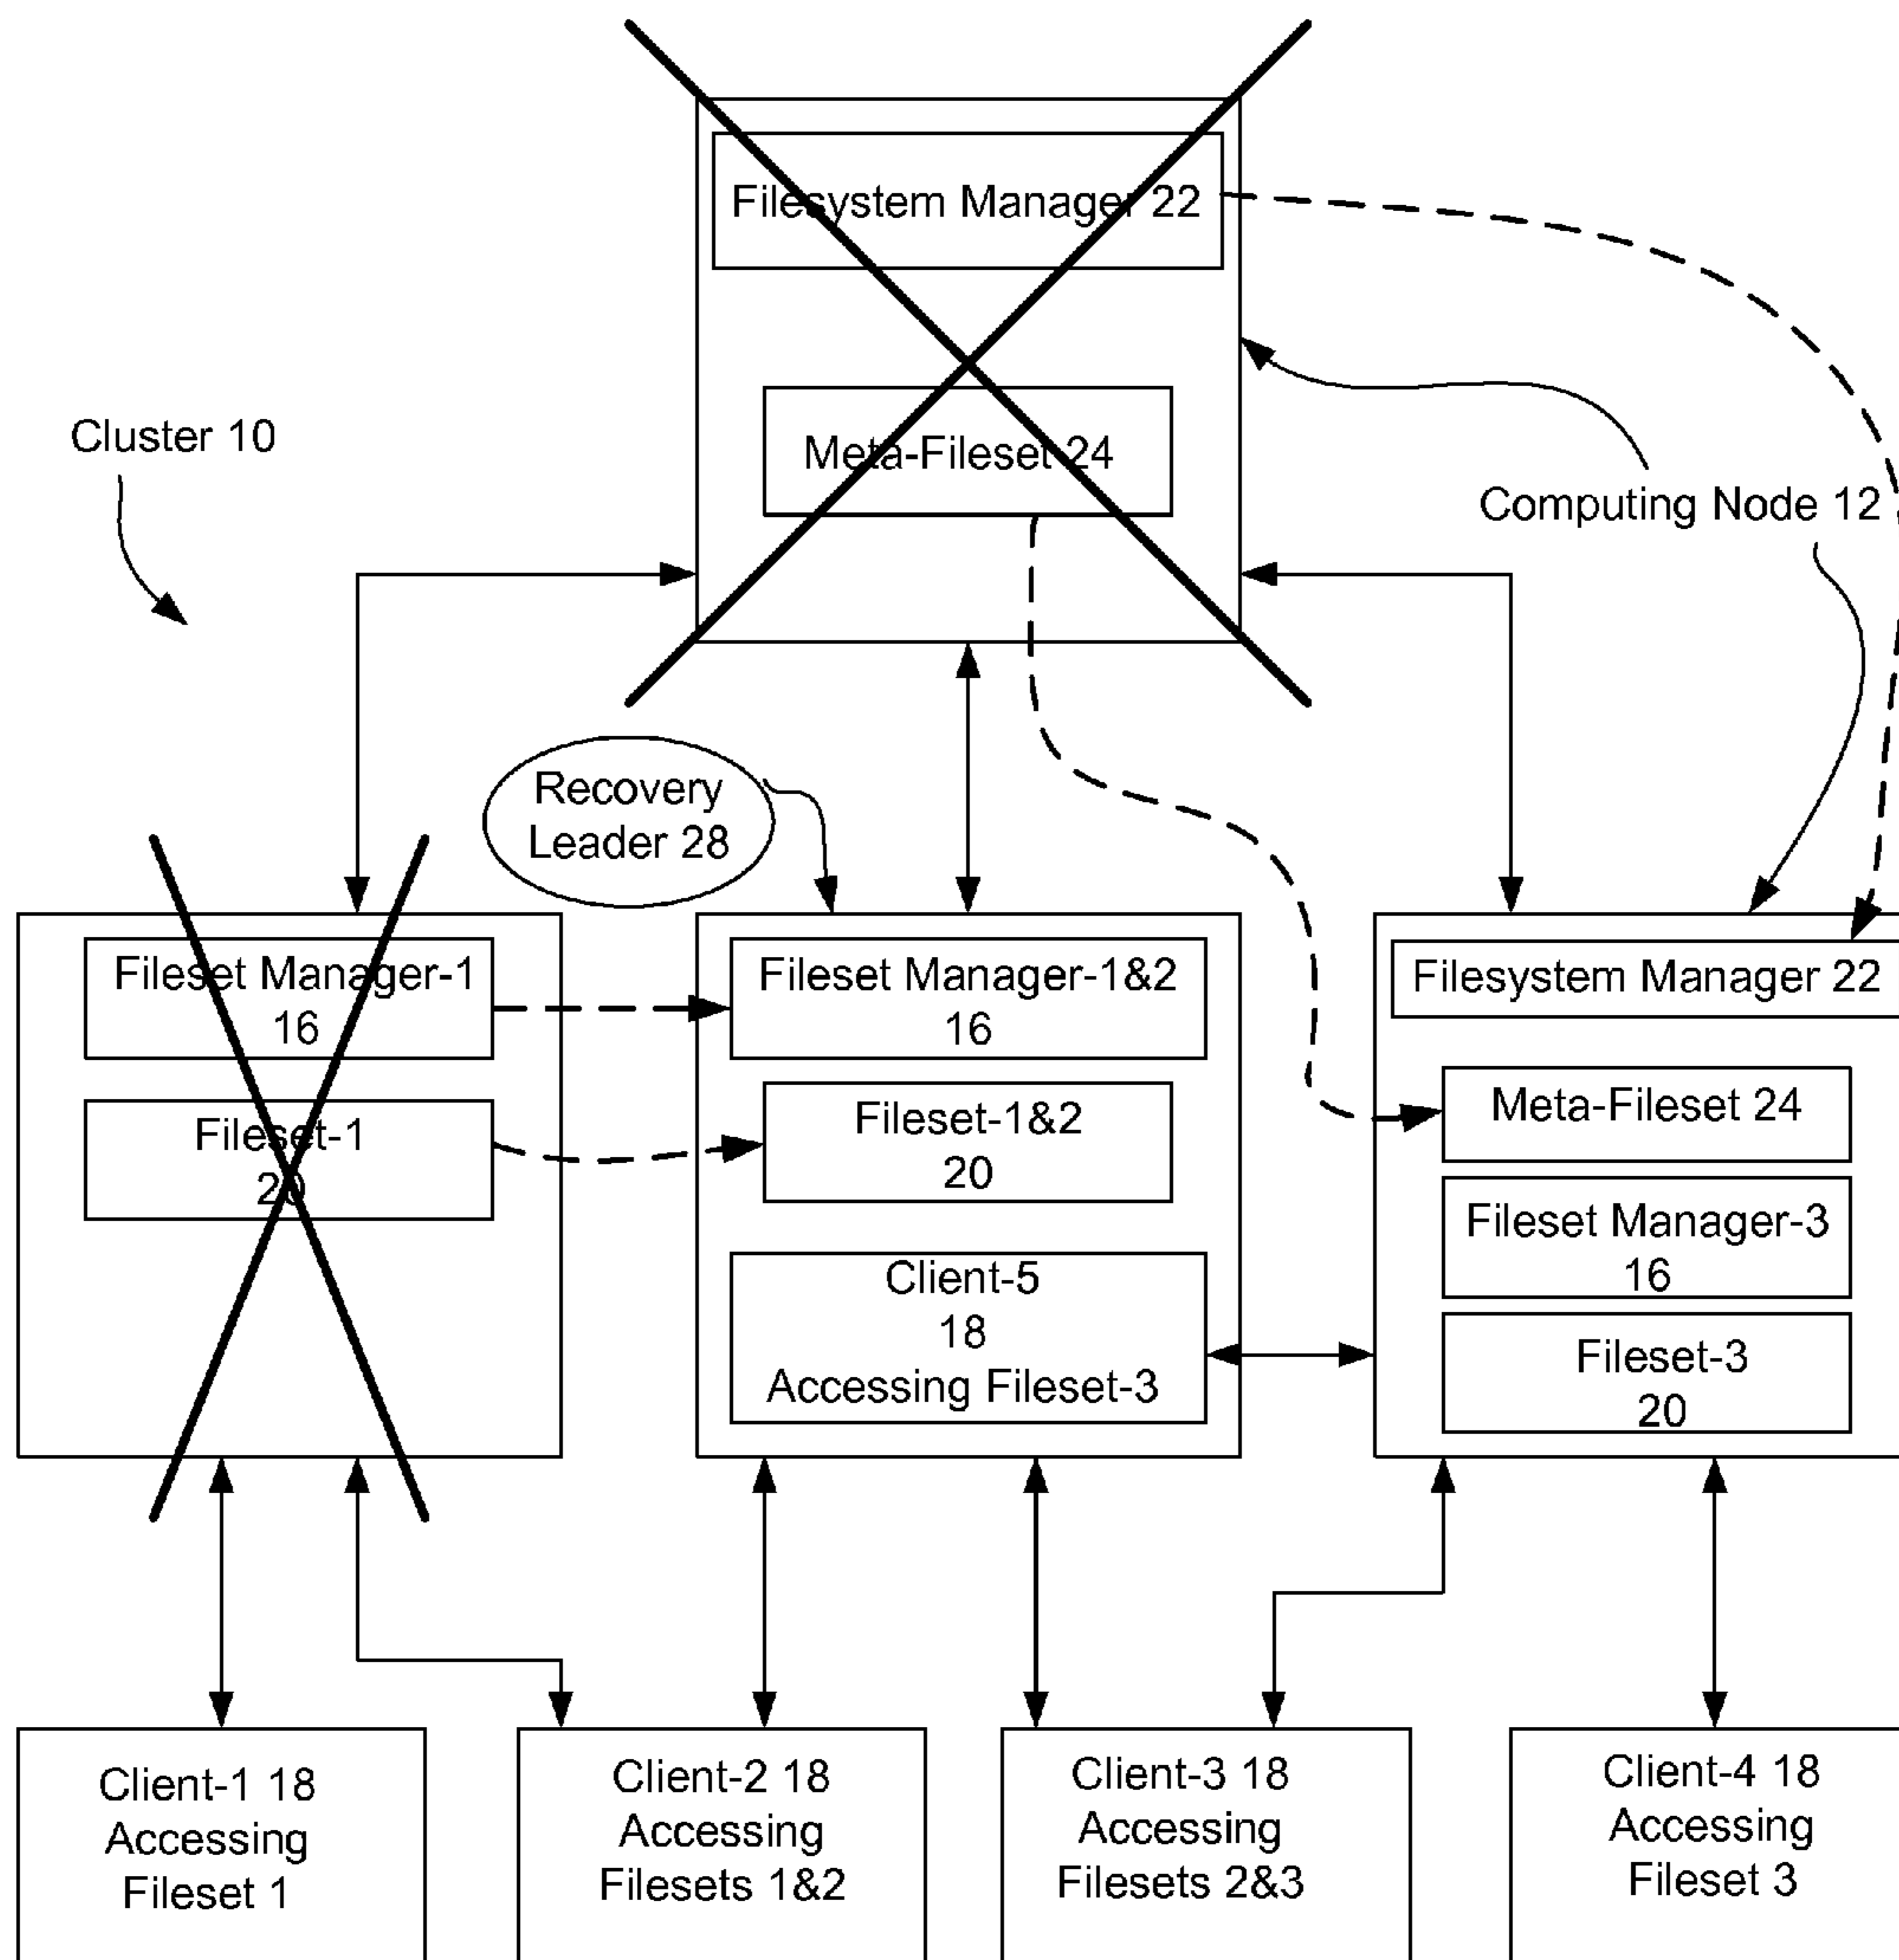 Filesystem Manager 22
Meta-Fileset 24
Cluster 10
Computing Node 12
Recovery
Leader 28
Fileset Manager-1
16
Fileset-1
20
Fileset Manager-1&2
16
Fileset-1&2
20
Client-5
18
Accessing Fileset-3
Filesystem Manager 22
Meta-Fileset 24
Fileset Manager-3
16
Fileset-3
20
Client-1 18
Accessing
Fileset 1
Client-2 18
Accessing
Filesets 1&2
Client-3 18
Accessing
Filesets 2&3
Client-4 18
Accessing
Fileset 3